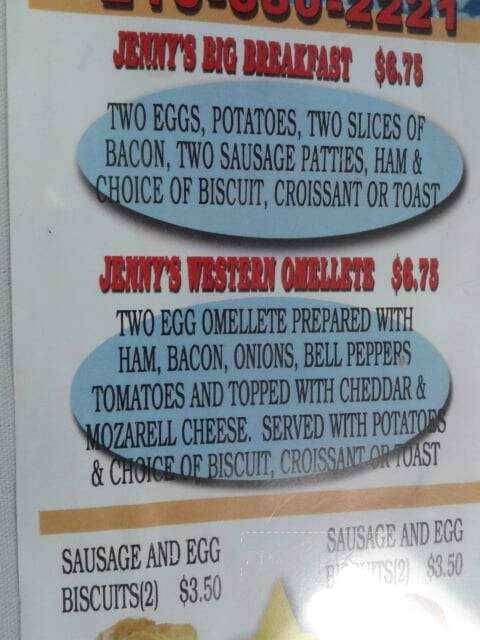 JENNY'S BIG BREAKFAST $6.75
TWO EGGS, POTATOES, TWO SLICES OF
BACON, TWO SAUSAGE PATTIES, HAM &
CHOICE OF BISCUIT, CROISSANT OR TOAST
JENNY'S WESTERN OMELLETE $6.75
TWO EGG OMELLETE PREPARED WITH
HAM, BACON, ONIONS, BELL PEPPERS
TOMATOES AND TOPPED WITH CHEDDAR &
MOZARELL CHEESE. SERVED WITH POTATOES
& CHOICE OF BISCUIT, CROISSANT OR TOAST
SAUSAGE AND EGG
BISCUITS(2) $3.50
SAUSAGE AND EGG
BISCUITS(2) $3.50